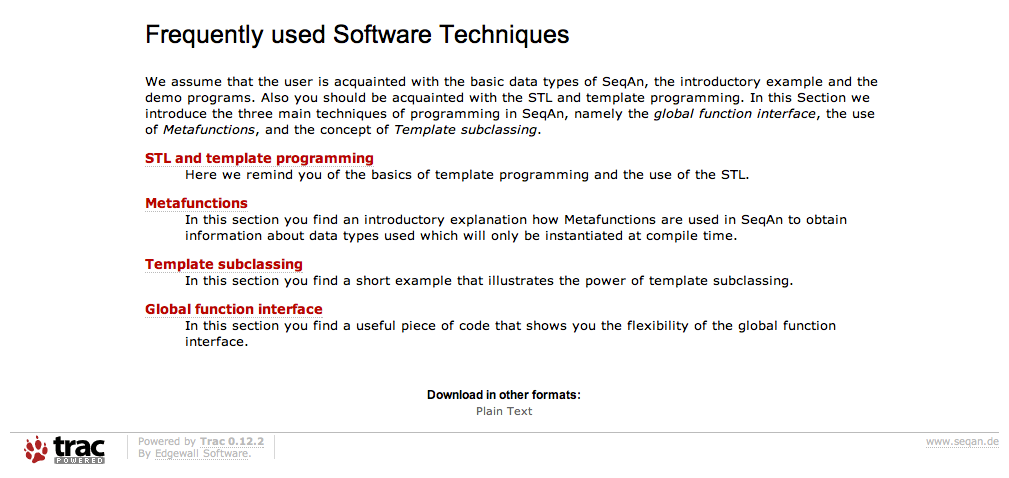 Frequently used Software Techniques
We assume that the user is acquainted with the basic data types of SeqAn, the introductory example and the
demo programs. Also you should be acquainted with the STL and template programming. In this Section we
introduce the three main techniques of programming in SeqAn, namely the global function interface, the use
of Metafunctions, and the concept of Template subclassing.
STL and template programming
Here we remind you of the basics of template programming and the use of the STL.
Metafunctions
In this section you find an introductory explanation how Metafunctions are used in SeqAn to obtain
information about data types used which will only be instantiated at compile time.
Template subclassing
In this section you find a short example that illustrates the power of template subclassing.
Global function interface
In this section you find a useful piece of code that shows you the flexibility of the global function
interface.
Download in other formats:
Plain Text
trac
POWERED
Powered by Trac 0.12.2
By Edgewall Software.
www.seqan.de